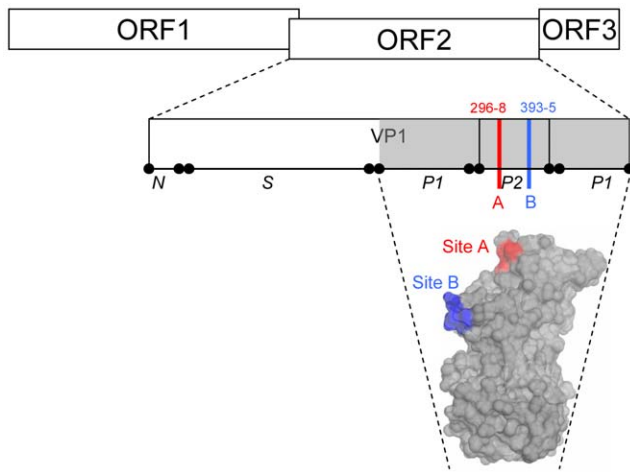 ORF1 ORF2 ORF3
296-8 393-5
VP1
N S P1 P2 P1
A B
Site A
Site B